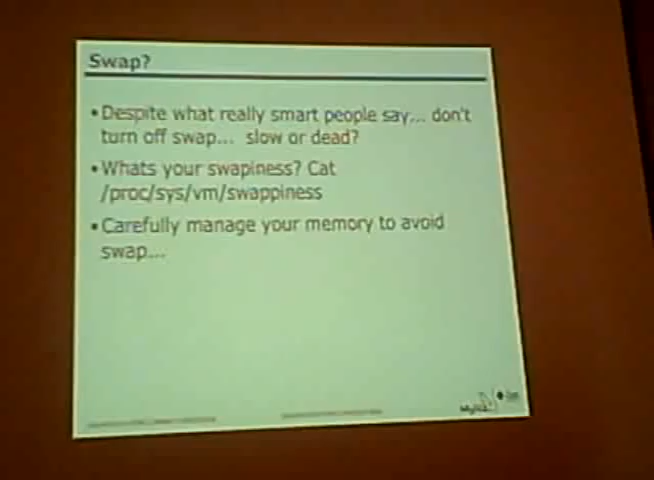 Swap?
•Despite what really smart people say... don't
turn off swap... slow or dead?
•Whats your swapiness? Cat
/proc/sys/vm/swappiness
•Carefully manage your memory to avoid
swap...